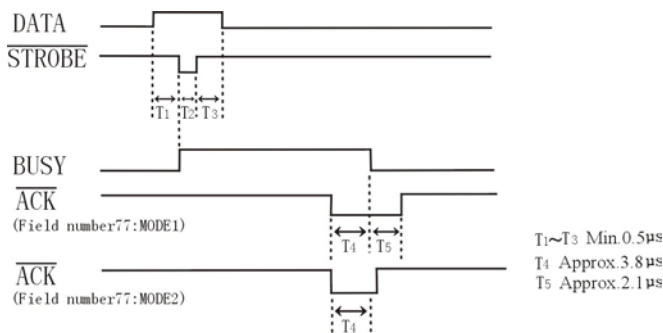 DATA
STROBE
T1 T2 T3
BUSY
ACK
(Field number77:MODE1)
T4 T5
T1~T3 Min.0.5μs
T4 Approx.3.8μs
T5 Approx.2.1μs
ACK
(Field number77:MODE2)
T4